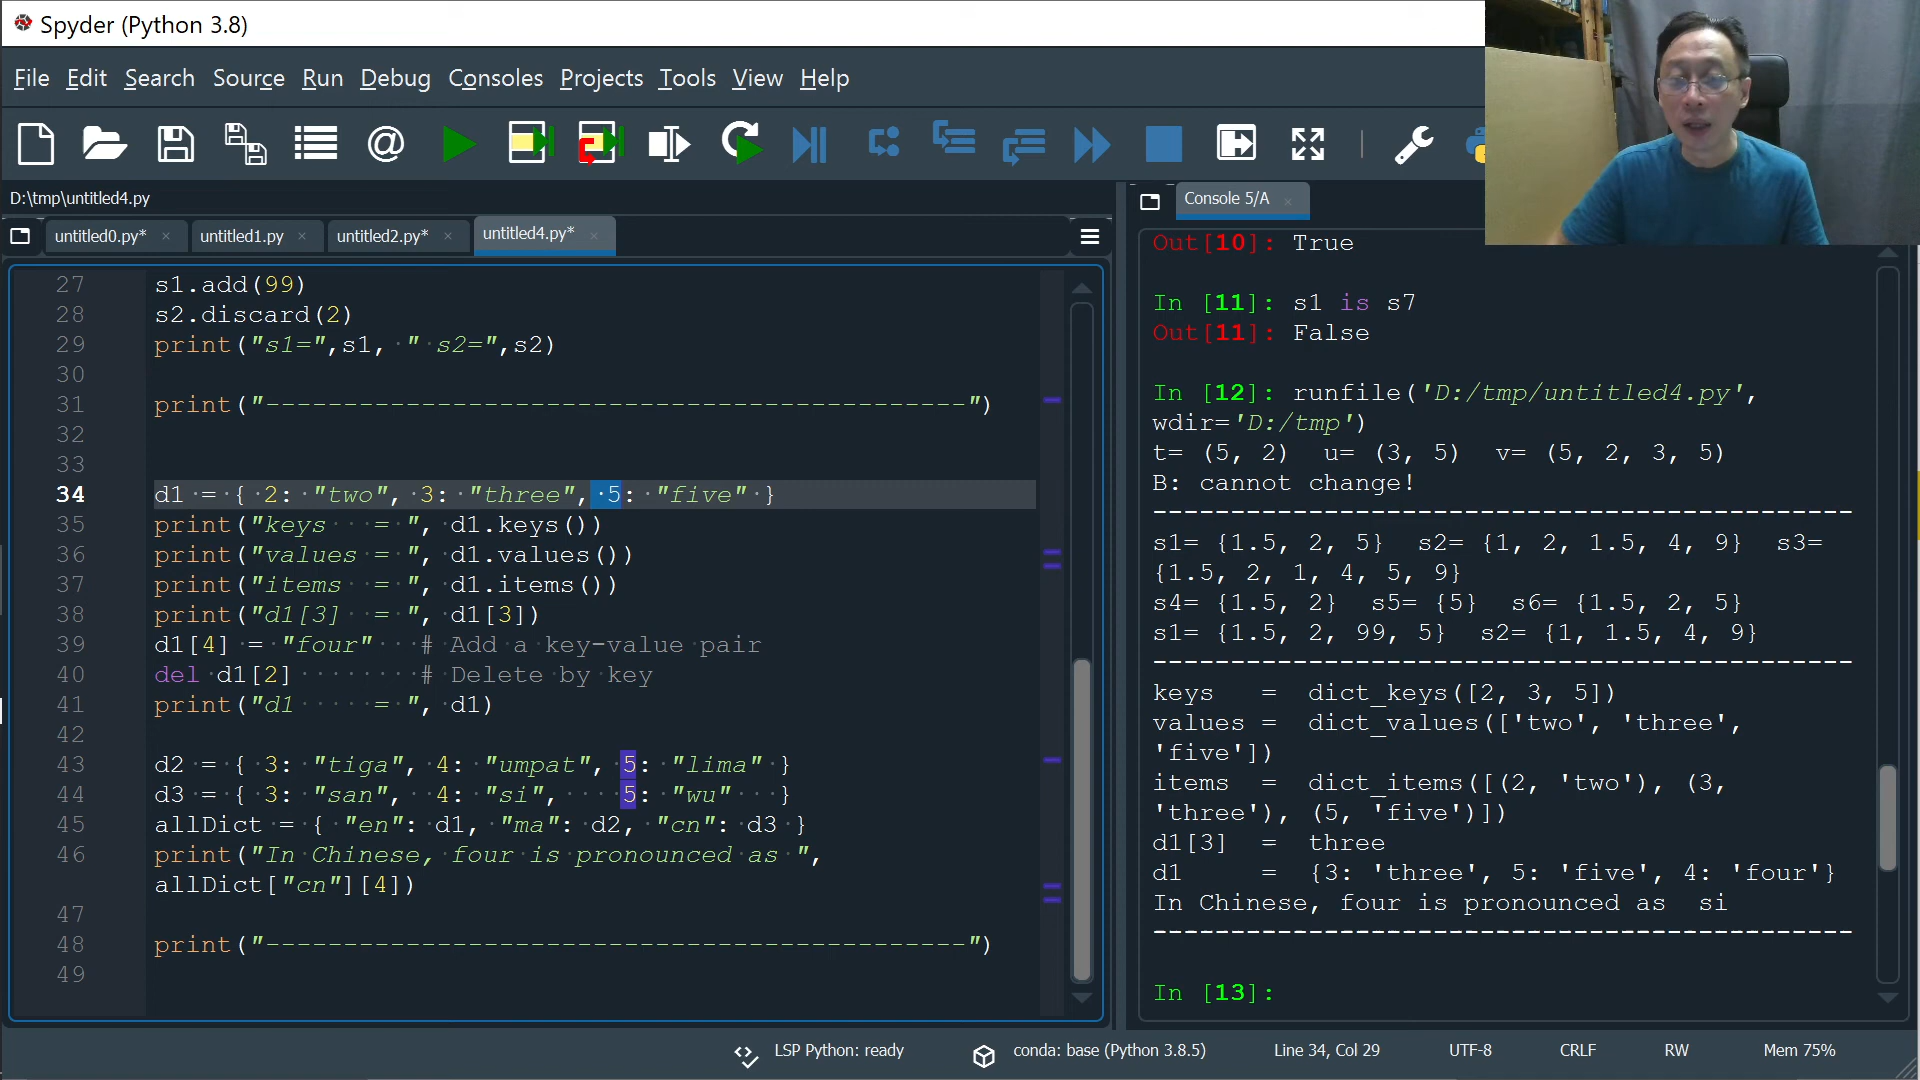 Spyder (Python 3.8)
File Edit Search Source Run Debug Consoles Projects Tools View Help
D:\tmp\untitled4.py
untitled0.py* untitled1.py untitled2.py* untitled4.py*
27 s1.add(99)
28 s2.discard(2)
29 print("s1=",s1, " s2=",s2)
30
31 print("---------------------------------------------")
32
33
34 d1 = { 2: "two", 3: "three", 5: "five" }
35 print("keys   = ", d1.keys())
36 print("values = ", d1.values())
37 print("items  = ", d1.items())
38 print("d1[3]  = ", d1[3])
39 d1[4] = "four"   # Add a key-value pair
40 del d1[2]        # Delete by key
41 print("d1     = ", d1)
42
43 d2 = { 3: "tiga", 4: "umpat", 5: "lima" }
44 d3 = { 3: "san",  4: "si",    5: "wu"   }
45 allDict = { "en": d1, "ma": d2, "cn": d3 }
46 print("In Chinese, four is pronounced as ",
allDict["cn"][4])
47
48 print("---------------------------------------------")
49
Console 5/A
Out[10]: True
In [11]: s1 is s7
Out[11]: False
In [12]: runfile('D:/tmp/untitled4.py',
wdir='D:/tmp')
t= (5, 2)  u= (3, 5)  v= (5, 2, 3, 5)
B: cannot change!
---------------------------------------------
s1= {1.5, 2, 5}  s2= {1, 2, 1.5, 4, 9}  s3=
{1.5, 2, 1, 4, 5, 9}
s4= {1.5, 2}  s5= {5}  s6= {1.5, 2, 5}
s1= {1.5, 2, 99, 5}  s2= {1, 1.5, 4, 9}
---------------------------------------------
keys   =  dict_keys([2, 3, 5])
values =  dict_values(['two', 'three',
'five'])
items  =  dict_items([(2, 'two'), (3,
'three'), (5, 'five')])
d1[3]  =  three
d1     =  {3: 'three', 5: 'five', 4: 'four'}
In Chinese, four is pronounced as  si
---------------------------------------------
In [13]:
LSP Python: ready conda: base (Python 3.8.5) Line 34, Col 29 UTF-8 CRLF RW Mem 75%